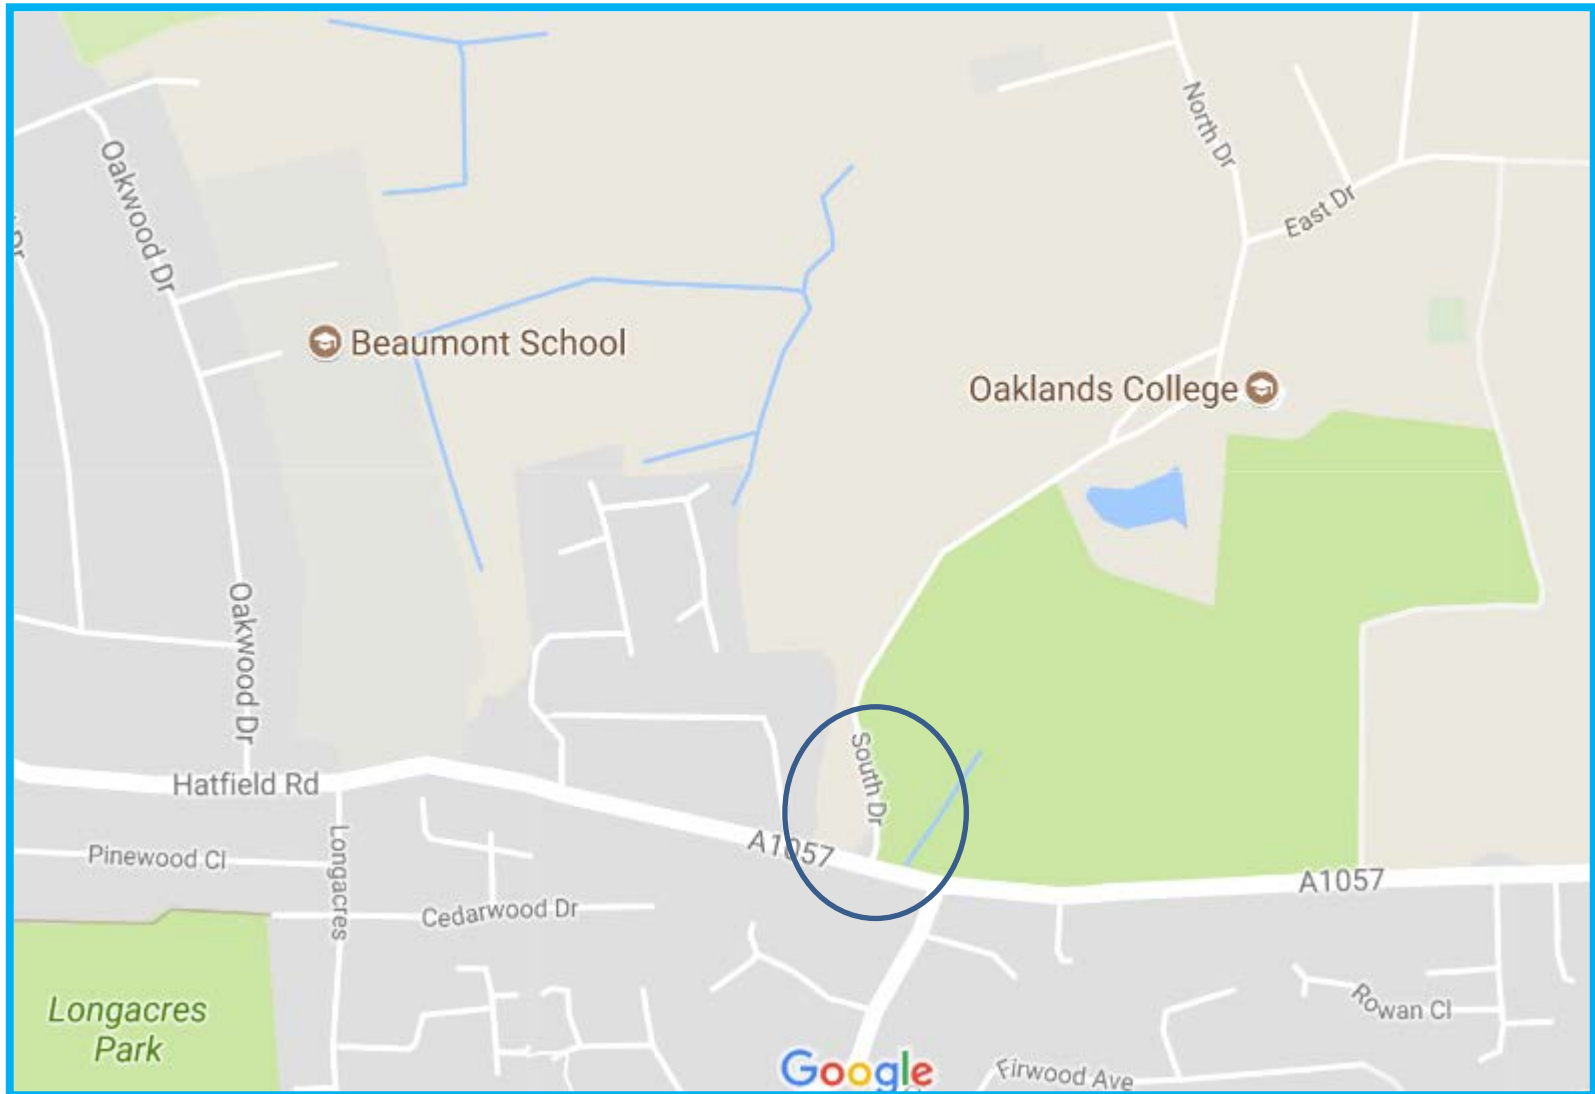 North Dr
Oakwood Dr
East Dr
Dr
Beaumont School
Oaklands College
Oakwood Dr
South Dr
Hatfield Rd
A1057
Pinewood Cl
Longacres
A1057
Cedarwood Dr
Longacres
Park
Rowan Cl
Google
Firwood Ave